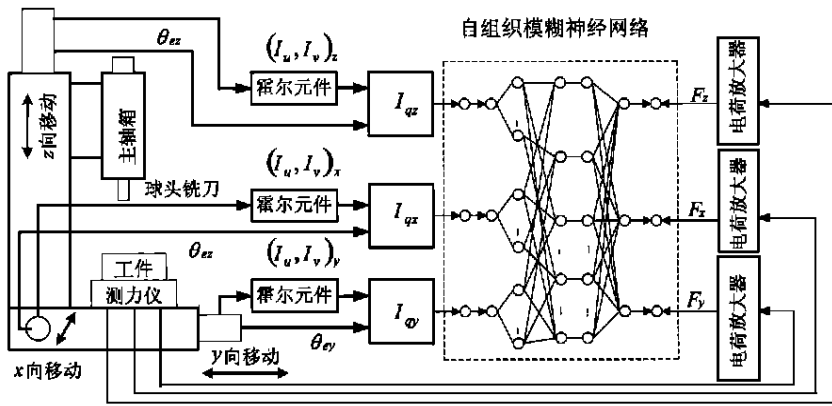 自组织模糊神经网络
θez
(Iu, Iv)z
霍尔元件
Iqz
Fz
电荷放大器
z向移动
主轴箱
球头铣刀
(Iu, Iv)x
霍尔元件
Iqx
Fx
电荷放大器
θez
工件
测力仪
(Iu, Iv)y
霍尔元件
Iqy
Fy
电荷放大器
θey
x向移动
y向移动